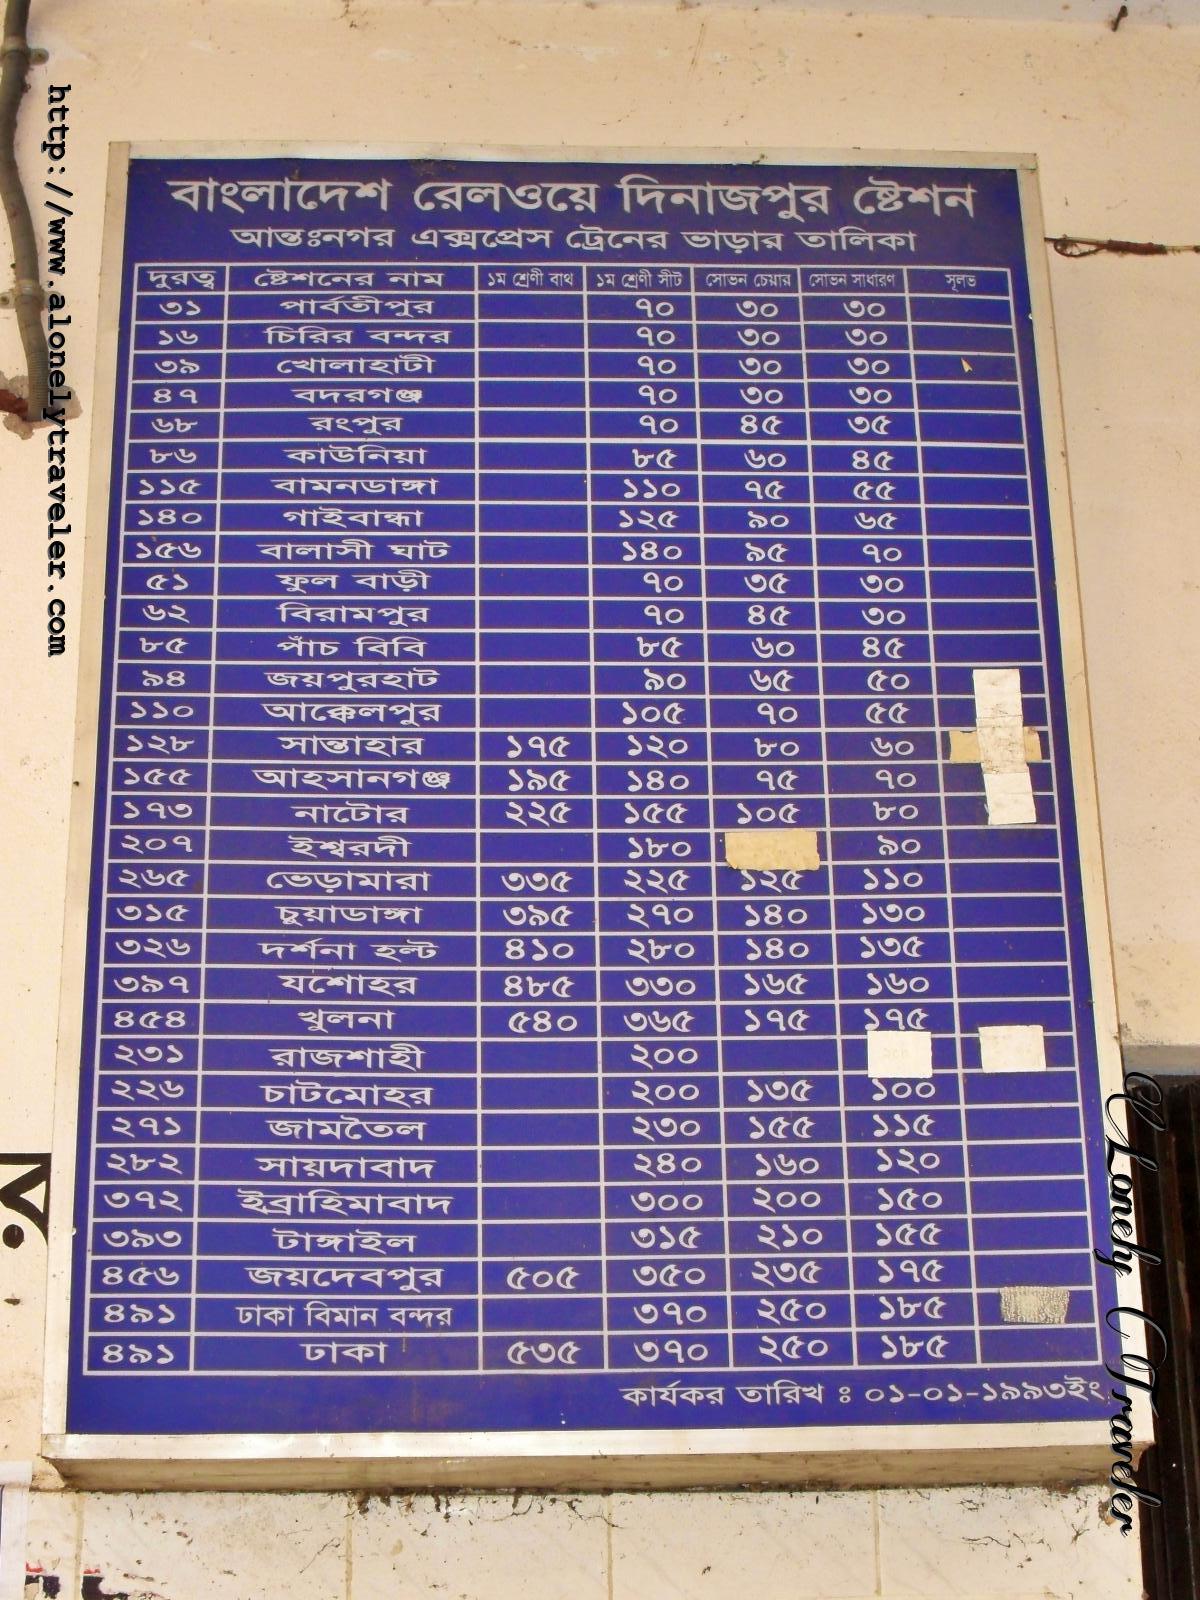 http://www.alonelytraveler.com
বাংলাদেশ রেলওয়ে দিনাজপুর ষ্টেশন
আন্তঃনগর এক্সপ্রেস ট্রেনের ভাড়ার তালিকা
দুরত্ব ষ্টেশনের নাম ১ম শ্রেণী বাথ ১ম শ্রেণী সীট সোভন চেয়ার সোভন সাধারণ সূলভ
৩১ পার্বতীপুর ৭০ ৩০ ৩০
১৬ চিরির বন্দর ৭০ ৩০ ৩০
৩৯ খোলাহাটী ৭০ ৩০ ৩০
৪৭ বদরগঞ্জ ৭০ ৩০ ৩০
৬৮ রংপুর ৭০ ৪৫ ৩৫
৮৬ কাউনিয়া ৮৫ ৬০ ৪৫
১১৫ বামনডাঙ্গা ১১০ ৭৫ ৫৫
১৪০ গাইবান্ধা ১২৫ ৯০ ৬৫
১৫৬ বালাসী ঘাট ১৪০ ৯৫ ৭০
৫১ ফুল বাড়ী ৭০ ৩৫ ৩০
৬২ বিরামপুর ৭০ ৪৫ ৩০
৮৫ পাঁচ বিবি ৮৫ ৬০ ৪৫
৯৪ জয়পুরহাট ৯০ ৬৫ ৫০
১১০ আক্কেলপুর ১০৫ ৭০ ৫৫
১২৮ সান্তাহার ১৭৫ ১২০ ৮০ ৬০
১৫৫ আহসানগঞ্জ ১৯৫ ১৪০ ৭৫ ৭০
১৭৩ নাটোর ২২৫ ১৫৫ ১০৫ ৮০
২০৭ ইশ্বরদী ১৮০ ৯০
২৬৫ ভেড়ামারা ৩৩৫ ২২৫ ১২৫ ১১০
৩১৫ চুয়াডাঙ্গা ৩৯৫ ২৭০ ১৪০ ১৩০
৩২৬ দর্শনা হল্ট ৪১০ ২৮০ ১৪০ ১৩৫
৩৯৭ যশোহর ৪৮৫ ৩৩০ ১৬৫ ১৬০
৪৫৪ খুলনা ৫৪০ ৩৬৫ ১৭৫ ১৭৫
২৩১ রাজশাহী ২০০
২২৬ চাটমোহর ২০০ ১৩৫ ১০০
২৭১ জামতৈল ২৩০ ১৫৫ ১১৫
২৮২ সায়দাবাদ ২৪০ ১৬০ ১২০
৩৭২ ইব্রাহিমাবাদ ৩০০ ২০০ ১৫০
৩৯৩ টাঙ্গাইল ৩১৫ ২১০ ১৫৫
৪৫৬ জয়দেবপুর ৫০৫ ৩৫০ ২৩৫ ১৭৫
৪৯১ ঢাকা বিমান বন্দর ৩৭০ ২৫০ ১৮৫
৪৯১ ঢাকা ৫৩৫ ৩৭০ ২৫০ ১৮৫
কার্যকর তারিখ ঃ ০১-০১-১৯৯৩ইং
A Lonely Traveler